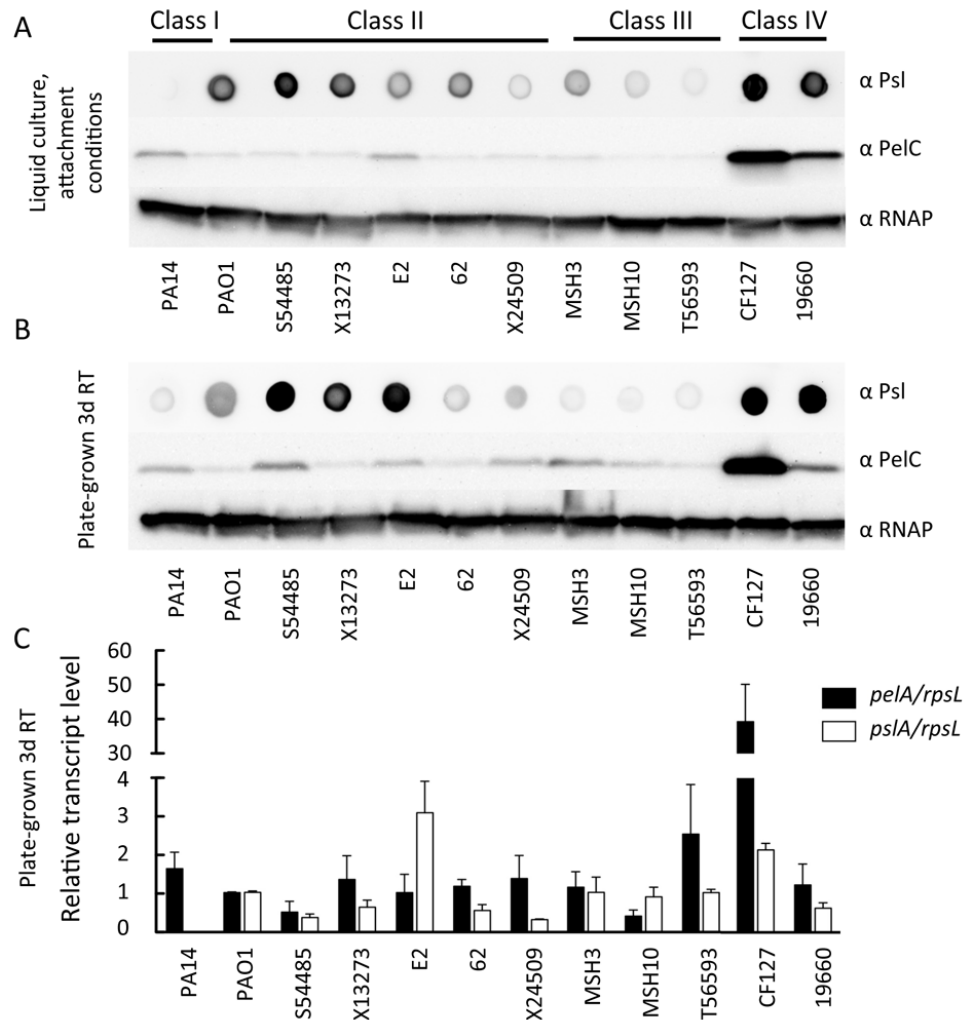 A
Class I
Class II
Class III
Class IV
Liquid culture,
attachment
conditions
α Psl
α PelC
α RNAP
PA14
PAO1
S54485
X13273
E2
62
X24509
MSH3
MSH10
T56593
CF127
19660
B
Plate-grown 3d RT
α Psl
α PelC
α RNAP
PA14
PAO1
S54485
X13273
E2
62
X24509
MSH3
MSH10
T56593
CF127
19660
C
Plate-grown 3d RT
Relative transcript level
60
50
40
30
4
3
2
1
0
pelA/rpsL
pslA/rpsL
PA14
PAO1
S54485
X13273
E2
62
X24509
MSH3
MSH10
T56593
CF127
19660